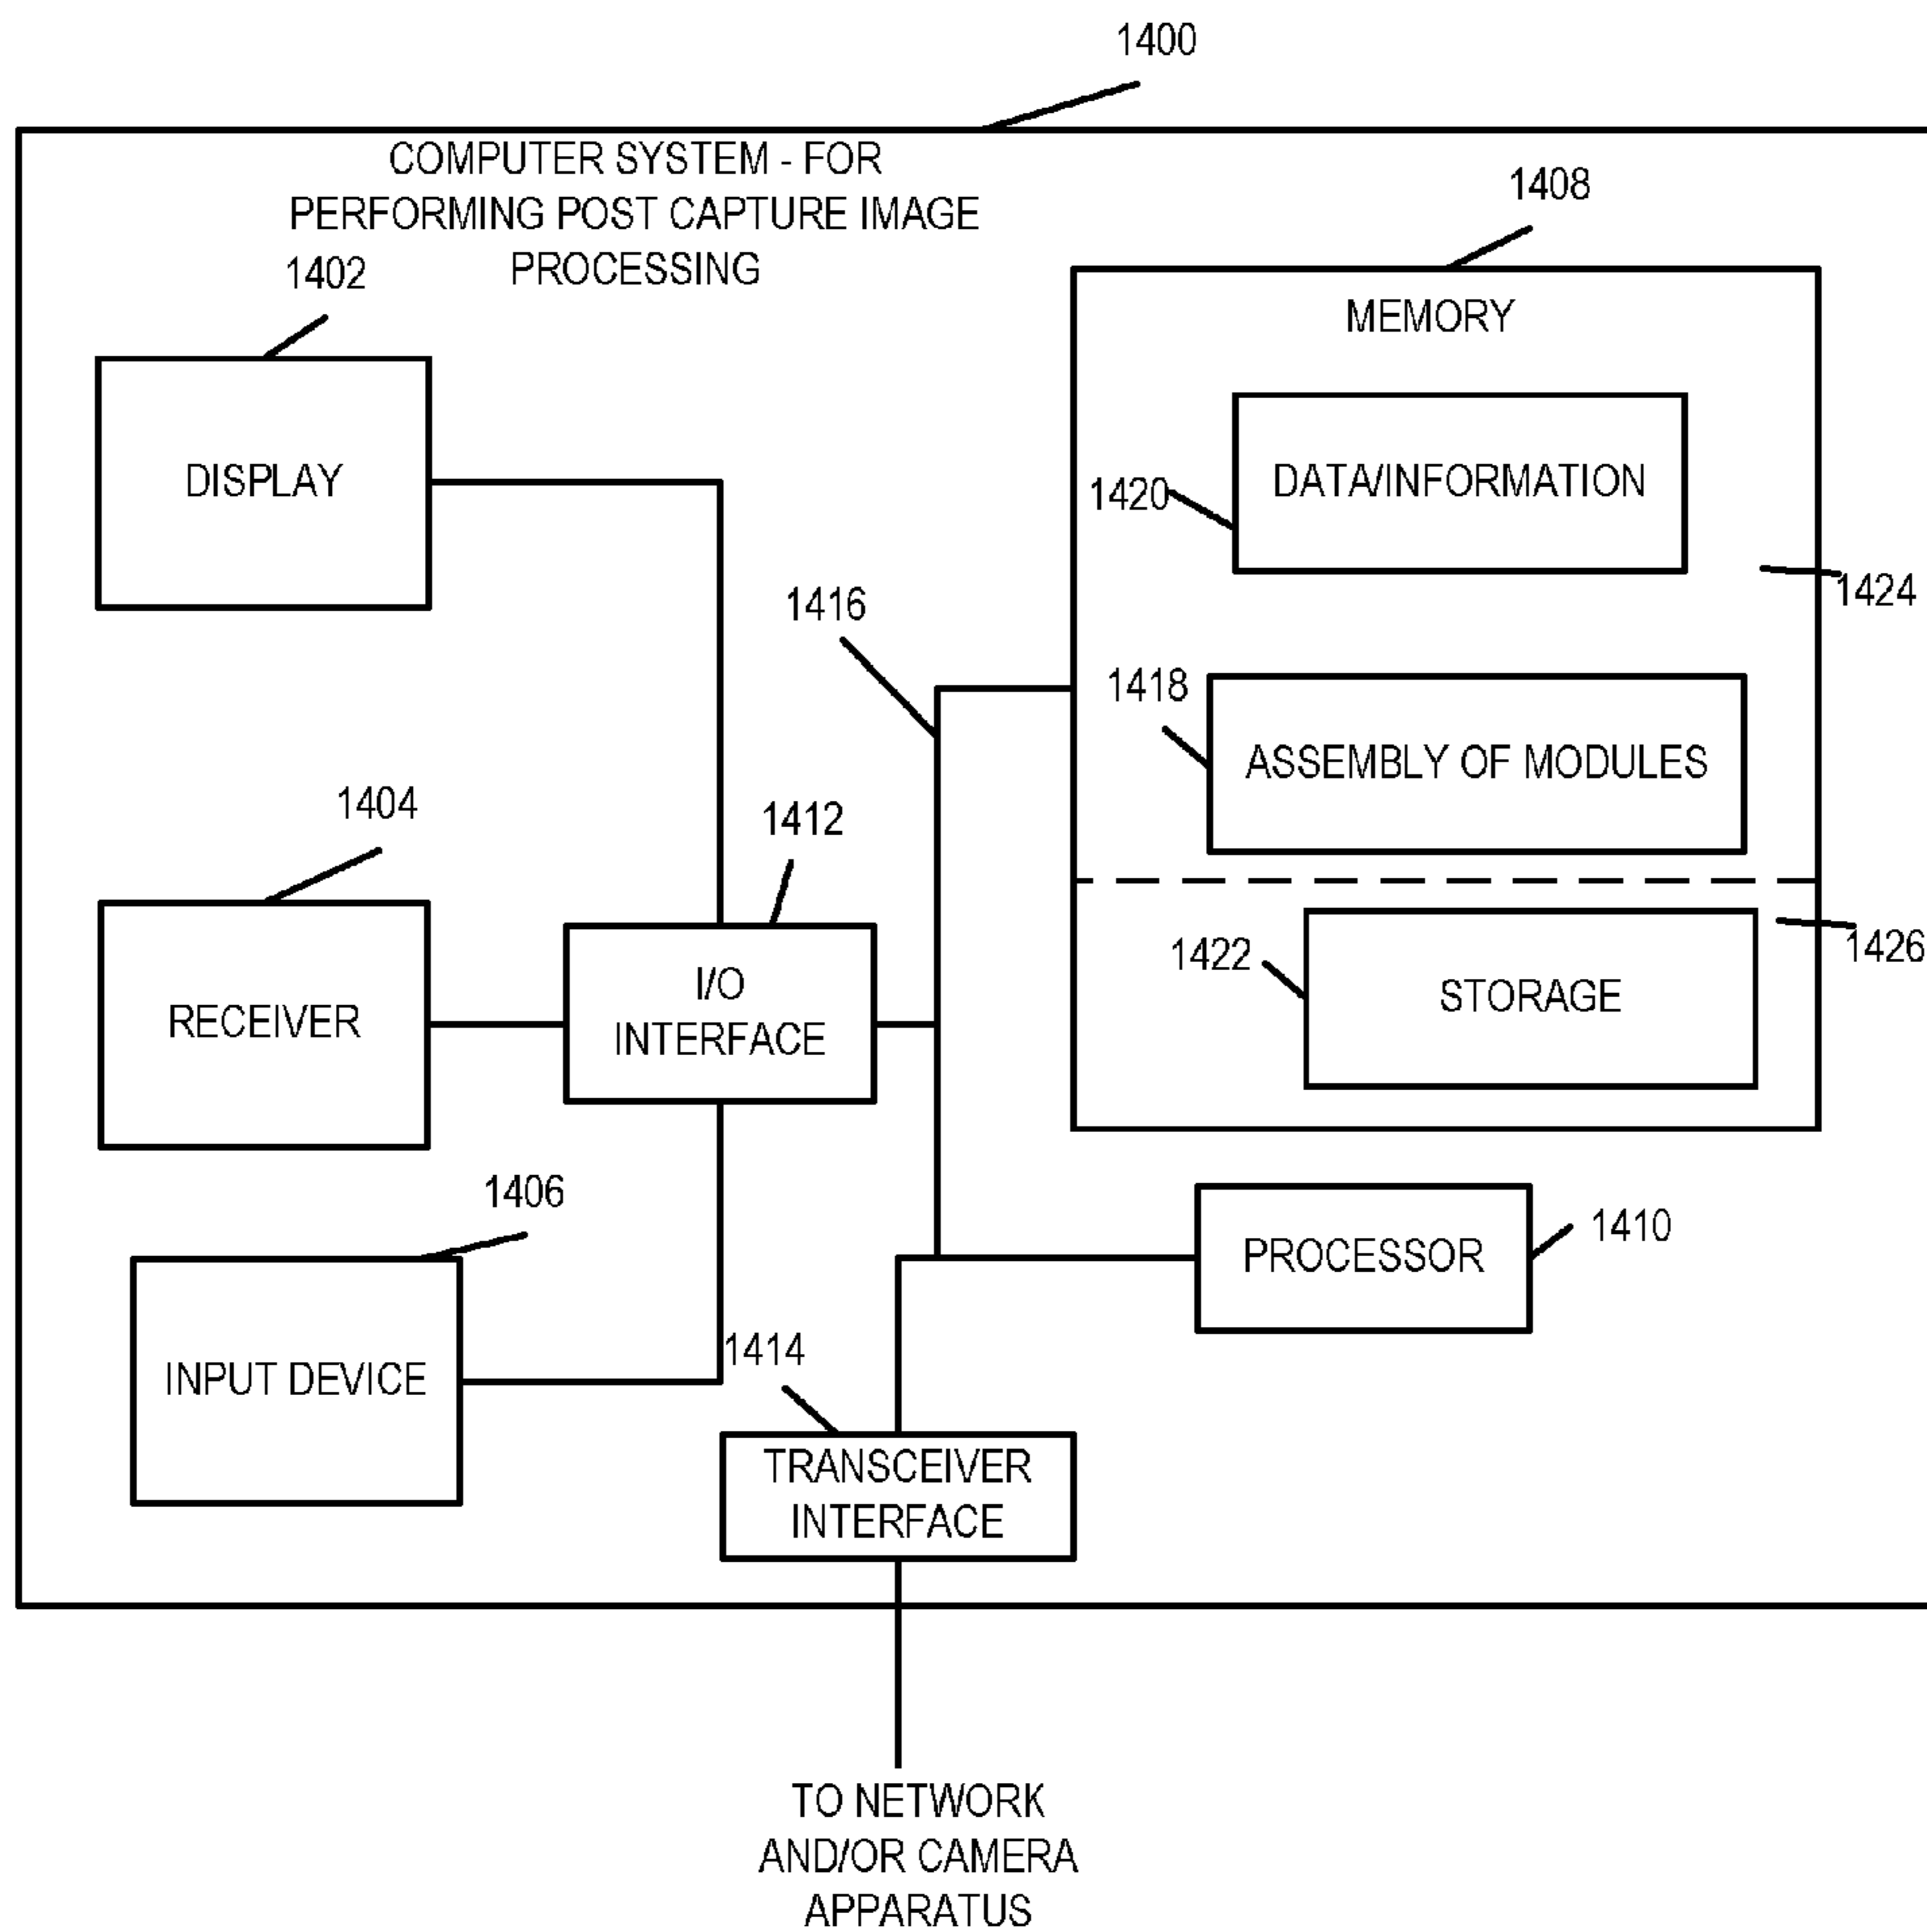 1400
COMPUTER SYSTEM - FOR
PERFORMING POST CAPTURE IMAGE
PROCESSING
1402
DISPLAY
1404
RECEIVER
1406
INPUT DEVICE
1412
I/O
INTERFACE
1416
1408
MEMORY
1420
DATA/INFORMATION
1424
1418
ASSEMBLY OF MODULES
1422
STORAGE
1426
PROCESSOR
1410
1414
TRANSCEIVER
INTERFACE
TO NETWORK
AND/OR CAMERA
APPARATUS